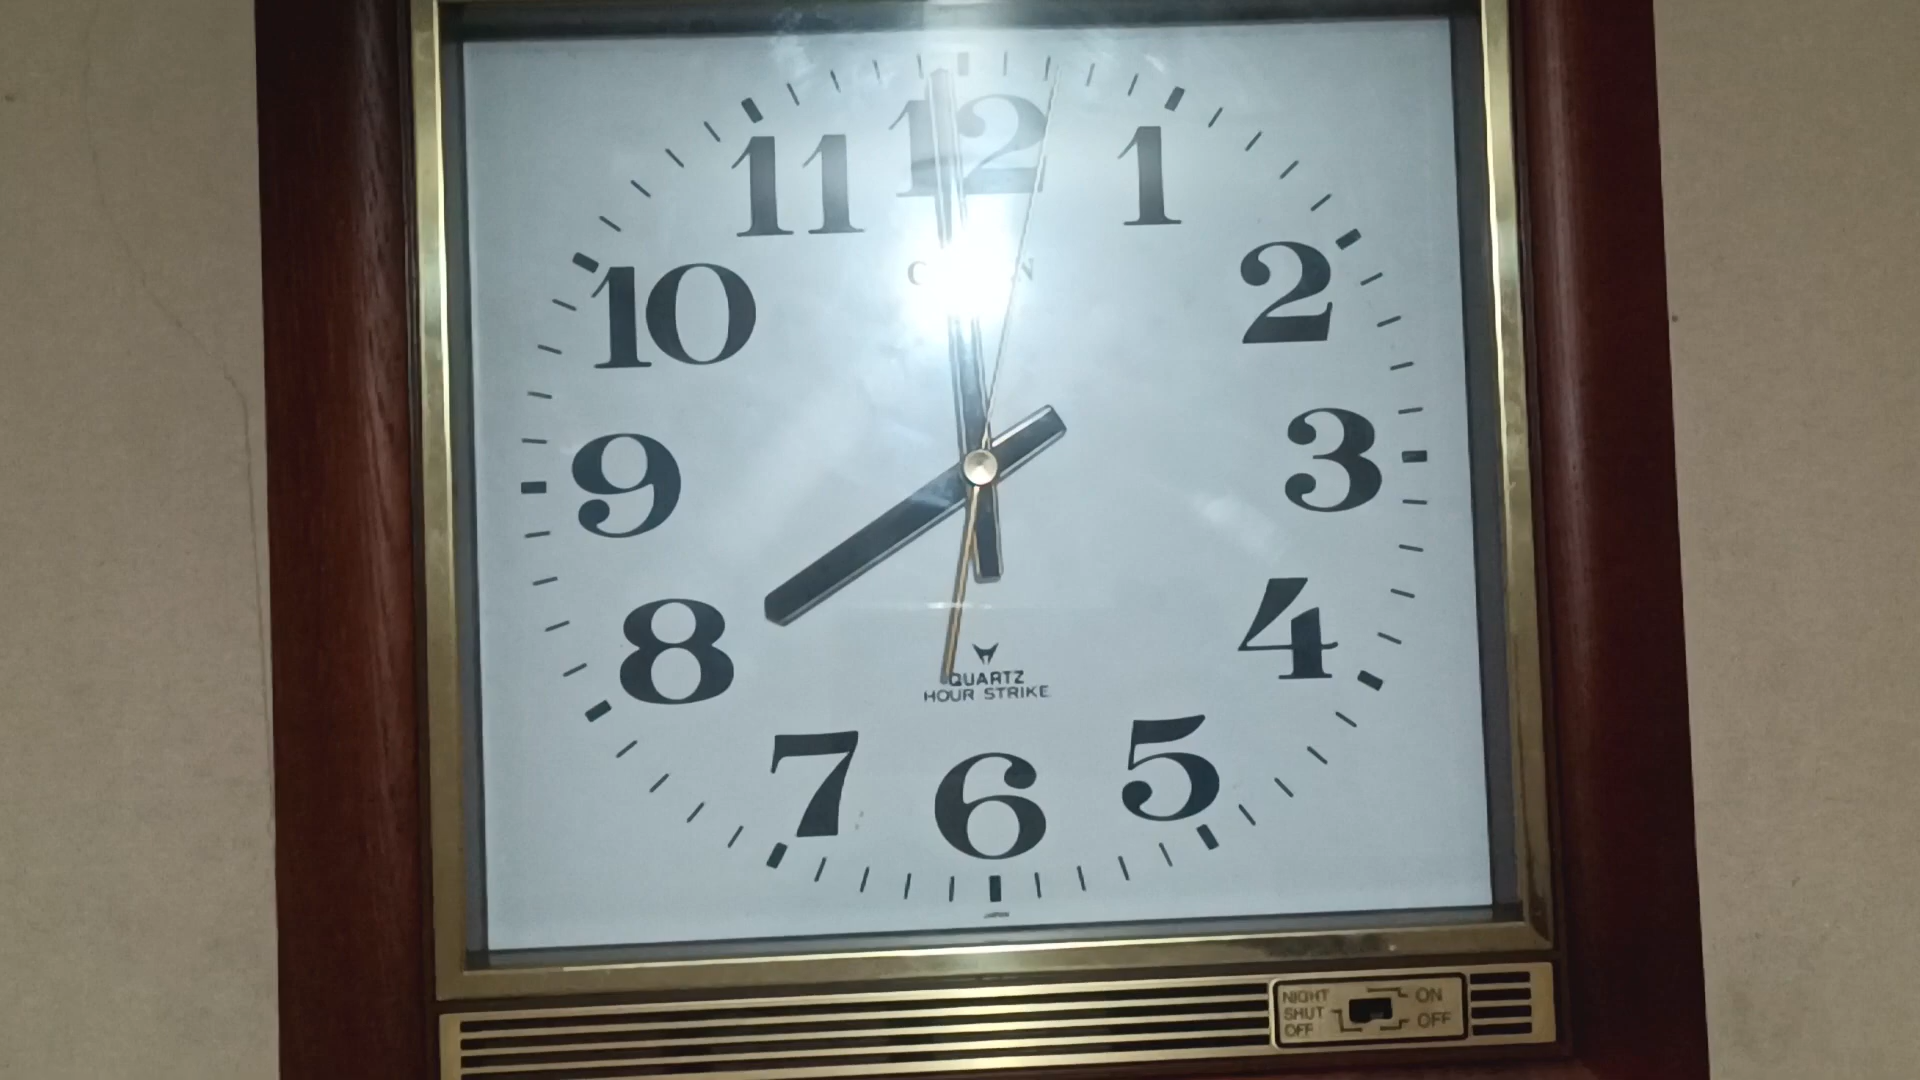 12
11 1
10 2
9 3
8 4
7 5
6
QUARTZ
HOUR STRIKE
JAPAN
NIGHT
SHUT
OFF
ON
OFF